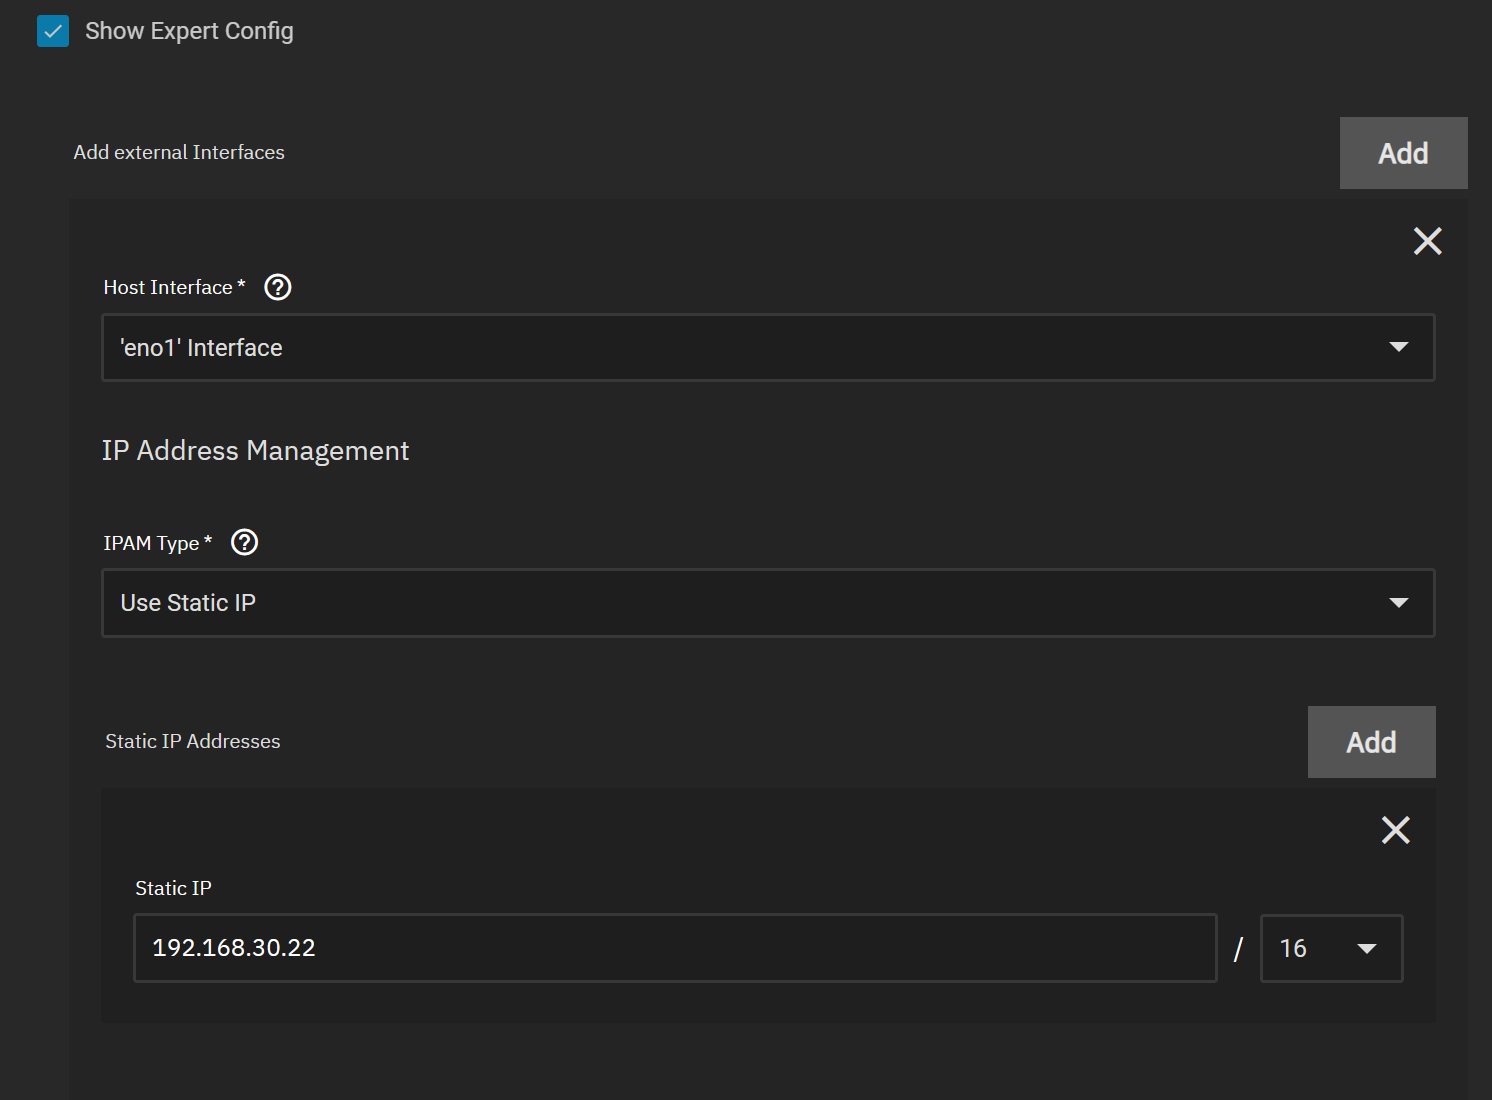 Show Expert Config
Add external Interfaces
Add
Host Interface *
'eno1' Interface
IP Address Management
IPAM Type *
Use Static IP
Static IP Addresses
Add
Static IP
192.168.30.22 / 16